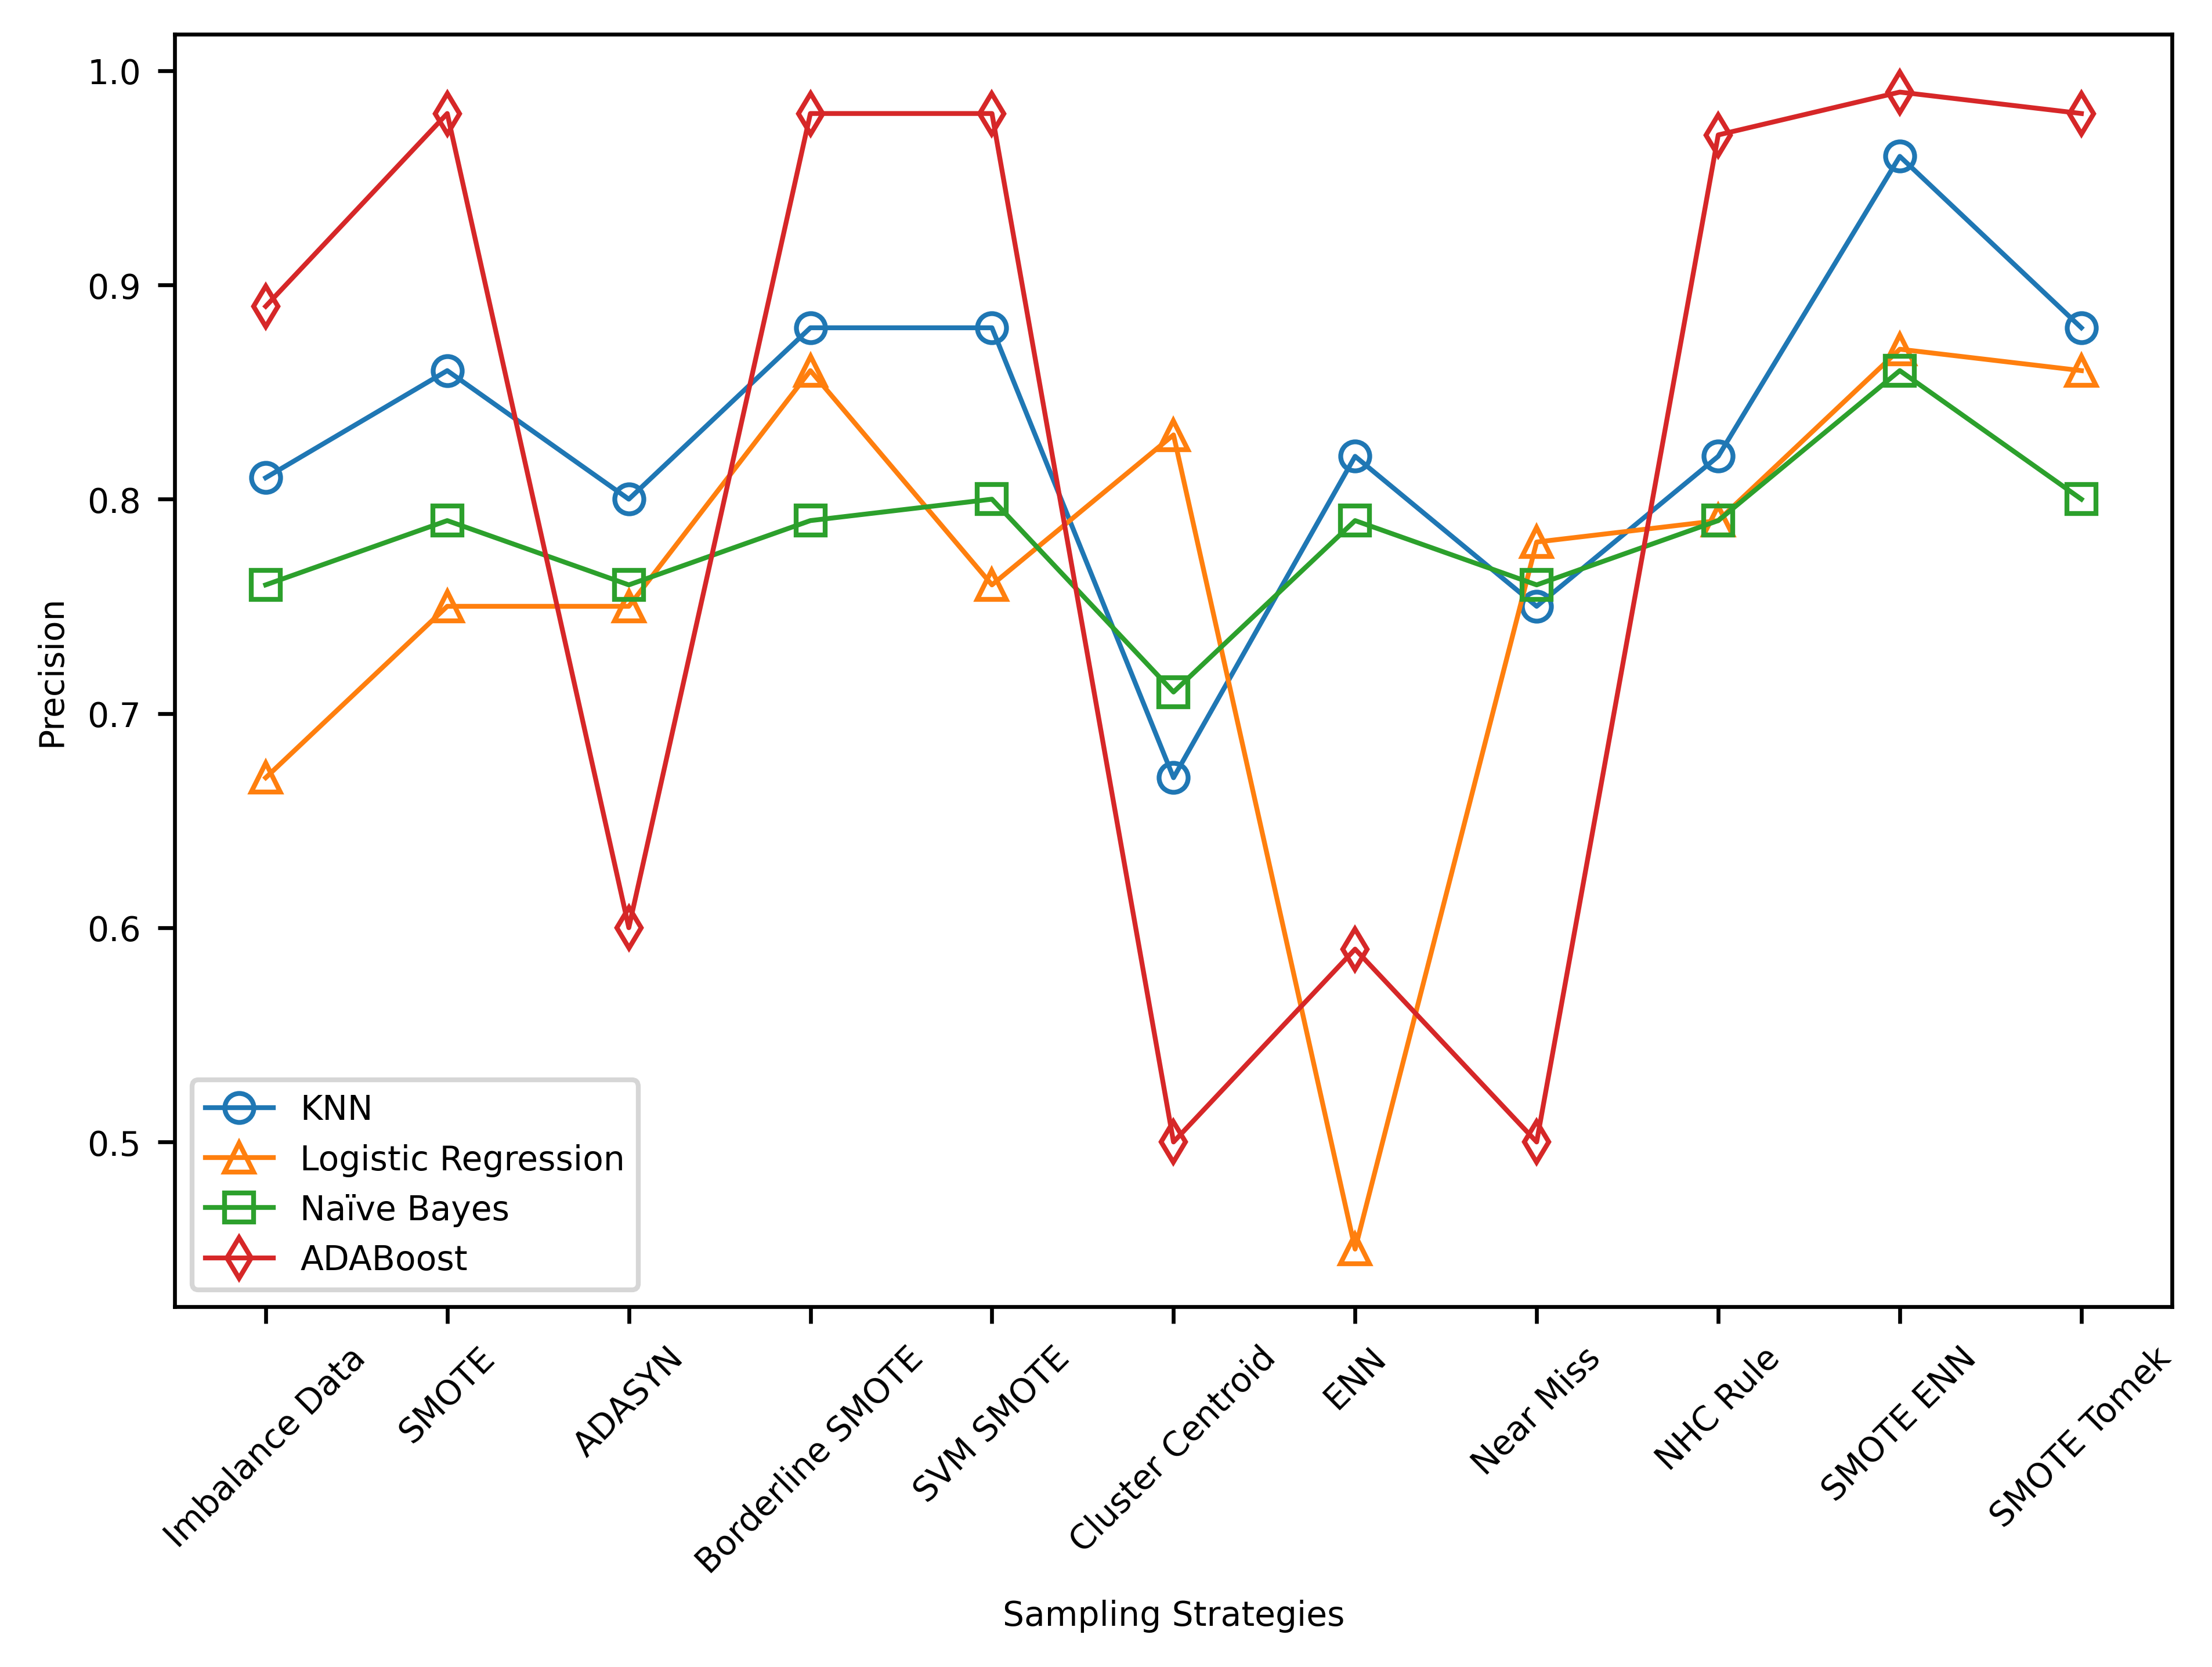 1.0
0.9
0.8
0.7
0.6
0.5
Precision
KNN
Logistic Regression
Naïve Bayes
ADABoost
Imbalance Data
SMOTE
ADASYN
Borderline SMOTE
SVM SMOTE
Cluster Centroid
ENN
Near Miss
NHC Rule
SMOTE ENN
SMOTE Tomek
Sampling Strategies